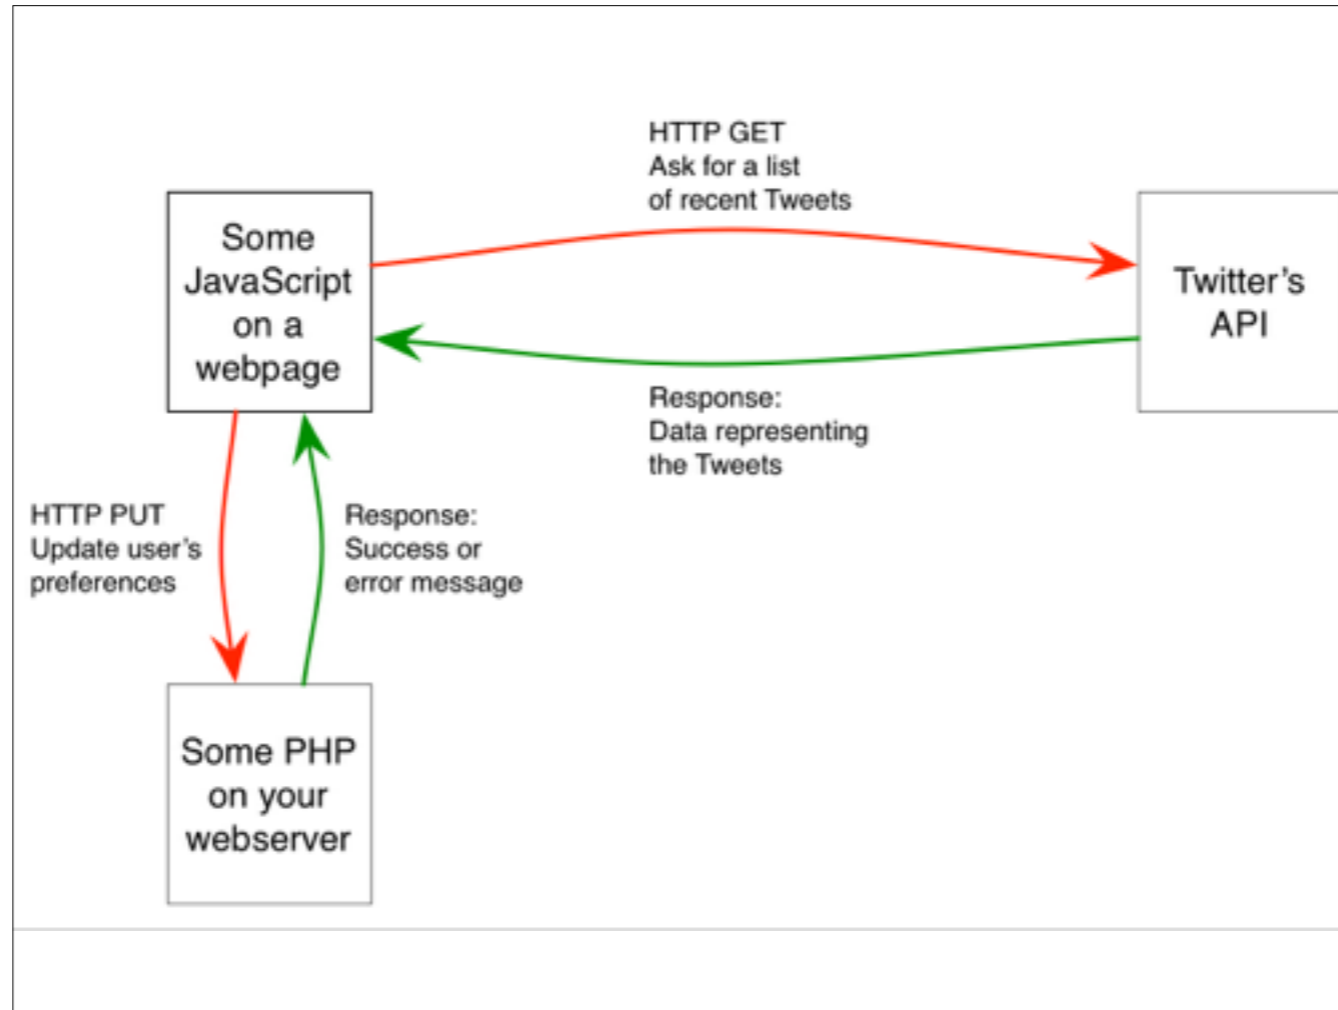 HTTP GET
Ask for a list
of recent Tweets
Some
JavaScript
on a
webpage
Twitter’s
API
Response:
Data representing
the Tweets
HTTP PUT
Update user’s
preferences
Response:
Success or
error message
Some PHP
on your
webserver